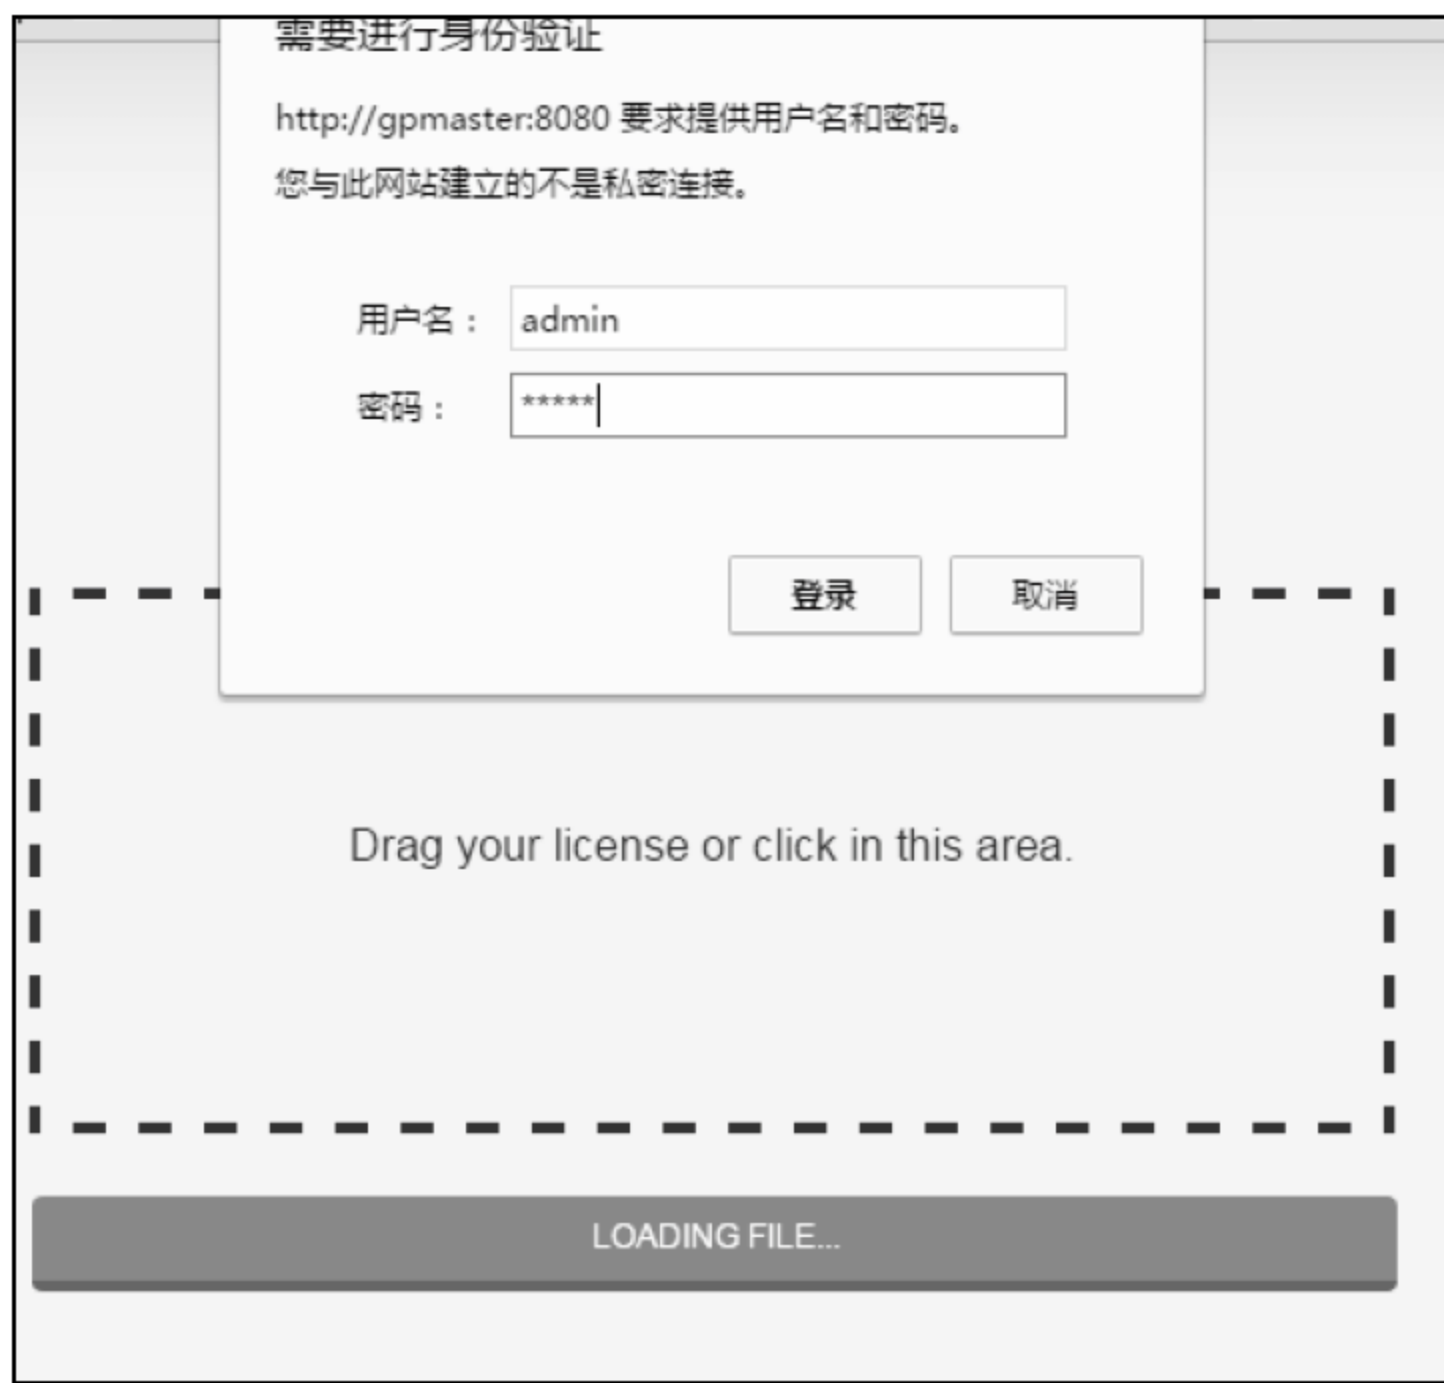 需要进行身份验证
http://gpmaster:8080 要求提供用户名和密码。
您与此网站建立的不是私密连接。
用户名： admin
密码： *****
登录 取消
Drag your license or click in this area.
LOADING FILE...